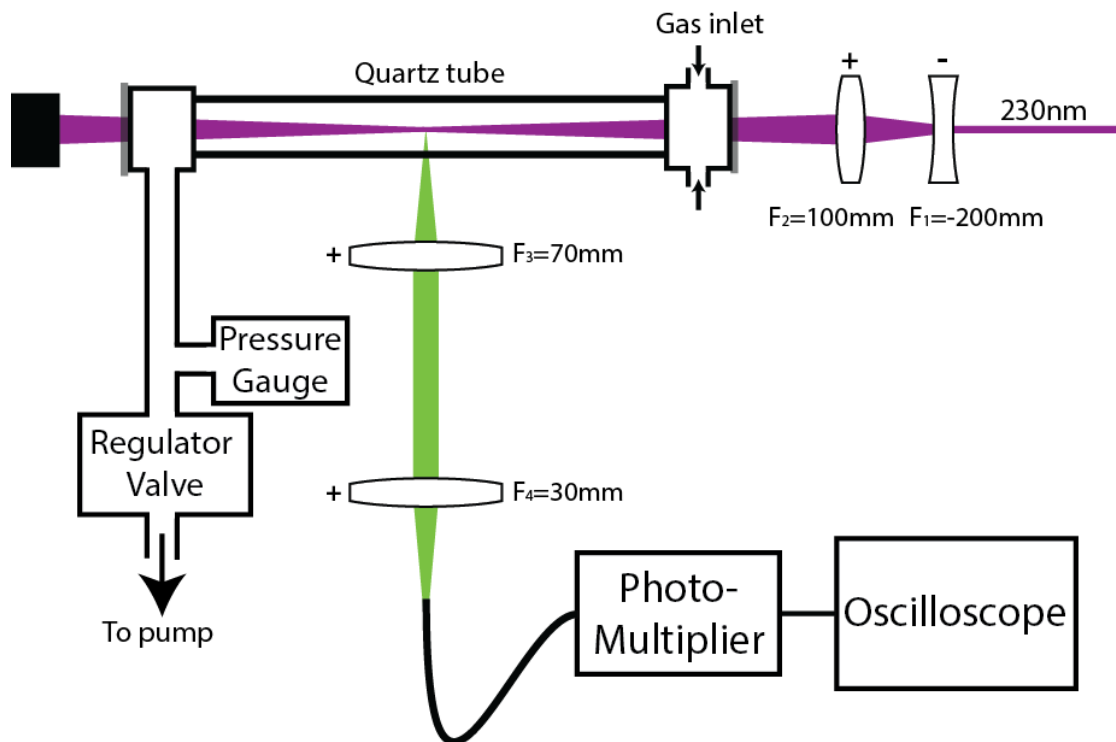 Gas inlet
Quartz tube
+
-
230nm
F₂=100mm
F₁=-200mm
+
F₃=70mm
Pressure
Gauge
Regulator
Valve
+
F₄=30mm
Photo-
Multiplier
Oscilloscope
To pump